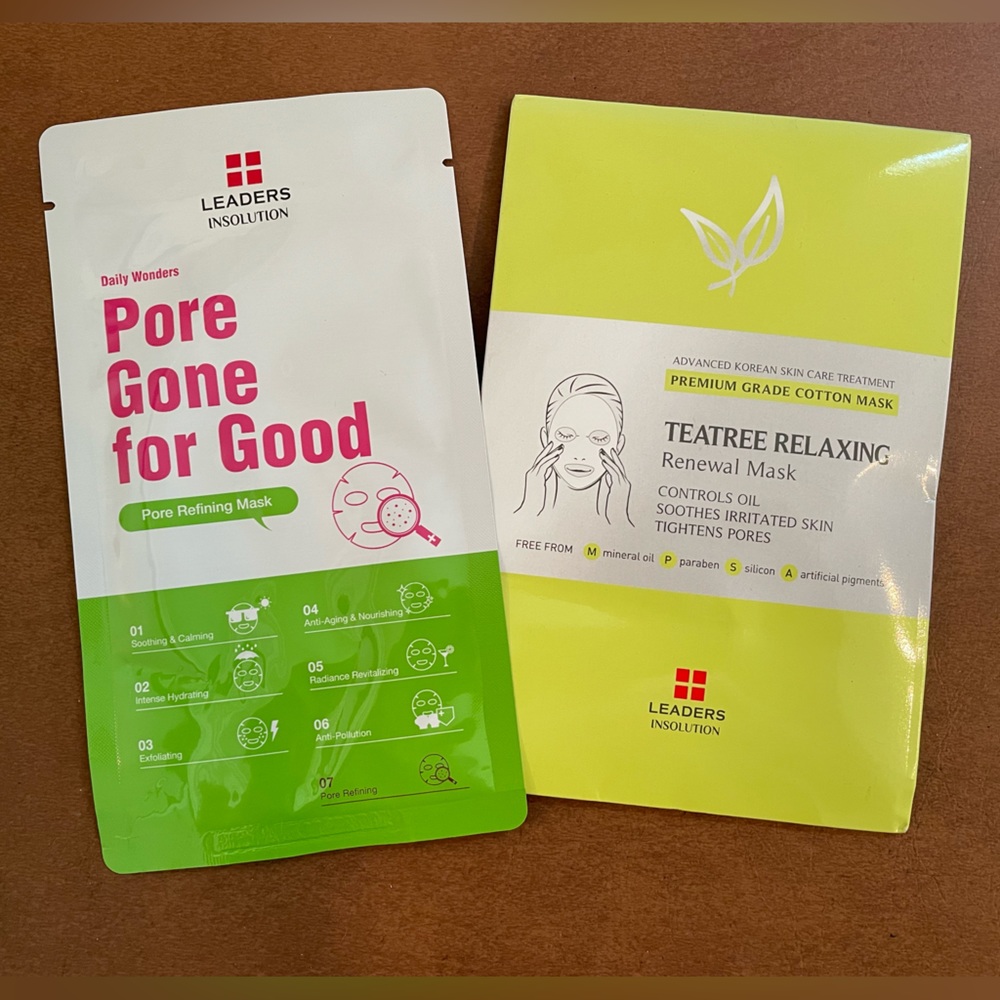 LEADERS
INSOLUTION
Daily Wonders
Pore
Gone
for Good
Pore Refining Mask
01
Soothing & Calming
02
Intense Hydrating
03
Exfoliating
04
Anti-Aging & Nourishing
05
Radiance Revitalizing
06
Anti-Pollution
07
Pore Refining
ADVANCED KOREAN SKIN CARE TREATMENT
PREMIUM GRADE COTTON MASK
TEATREE RELAXING
Renewal Mask
CONTROLS OIL
SOOTHES IRRITATED SKIN
TIGHTENS PORES
FREE FROM M mineral oil P paraben S silicon A artificial pigments
LEADERS
INSOLUTION